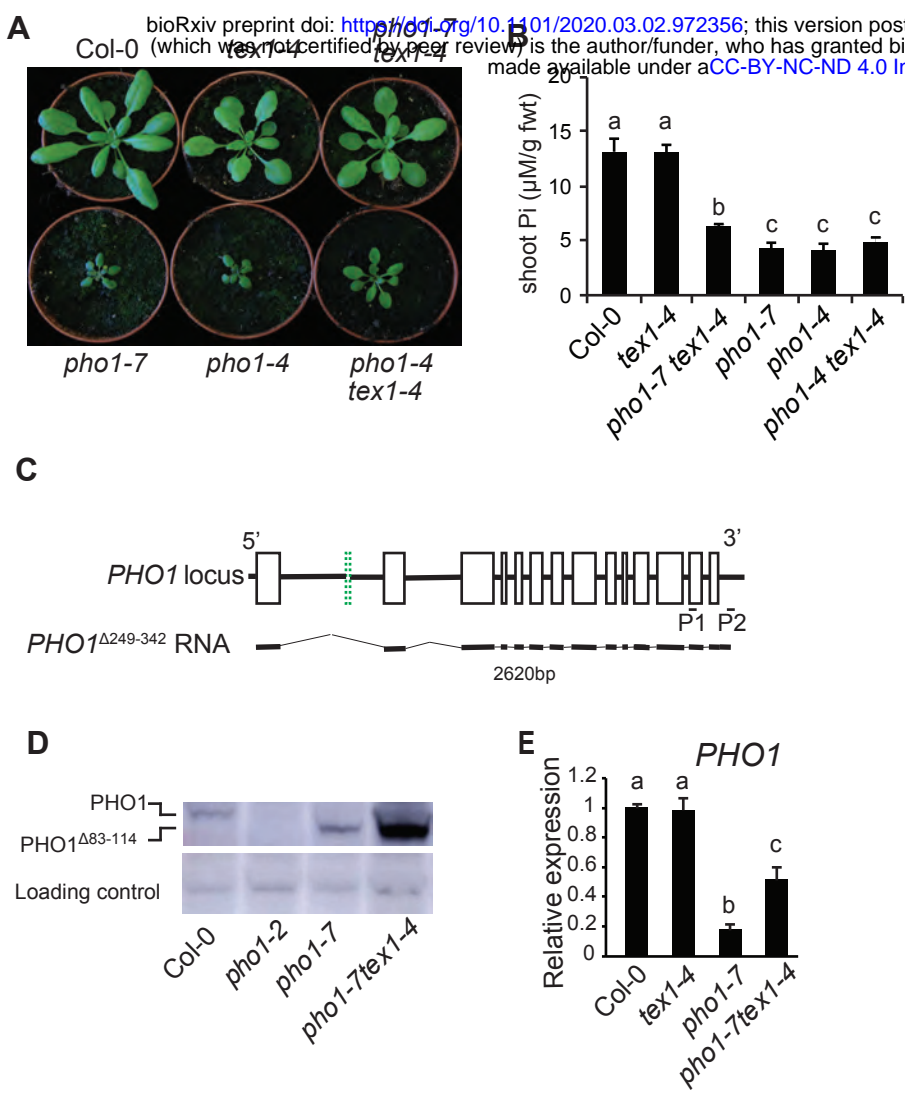 bioRxiv preprint doi: https://doi.org/10.1101/2020.03.02.972356; this version post
(which was not certified by peer review) is the author/funder, who has granted bi
made available under aCC-BY-NC-ND 4.0 In
A
Col-0
tex1-4
pho1-7
tex1-4
pho1-7
pho1-4
pho1-4
tex1-4
B
shoot Pi (µM/g fwt)
20
15
10
5
0
a
a
b
c
c
c
Col-0
tex1-4
pho1-7 tex1-4
pho1-7
pho1-4
pho1-4 tex1-4
C
5'
3'
PHO1 locus
P1
P2
PHO1Δ249-342 RNA
2620bp
D
PHO1
PHO1Δ83-114
Loading control
Col-0
pho1-2
pho1-7
pho1-7tex1-4
E
PHO1
Relative expression
1.2
1
0.8
0.6
0.4
0.2
0
a
a
b
c
Col-0
tex1-4
pho1-7
pho1-7tex1-4